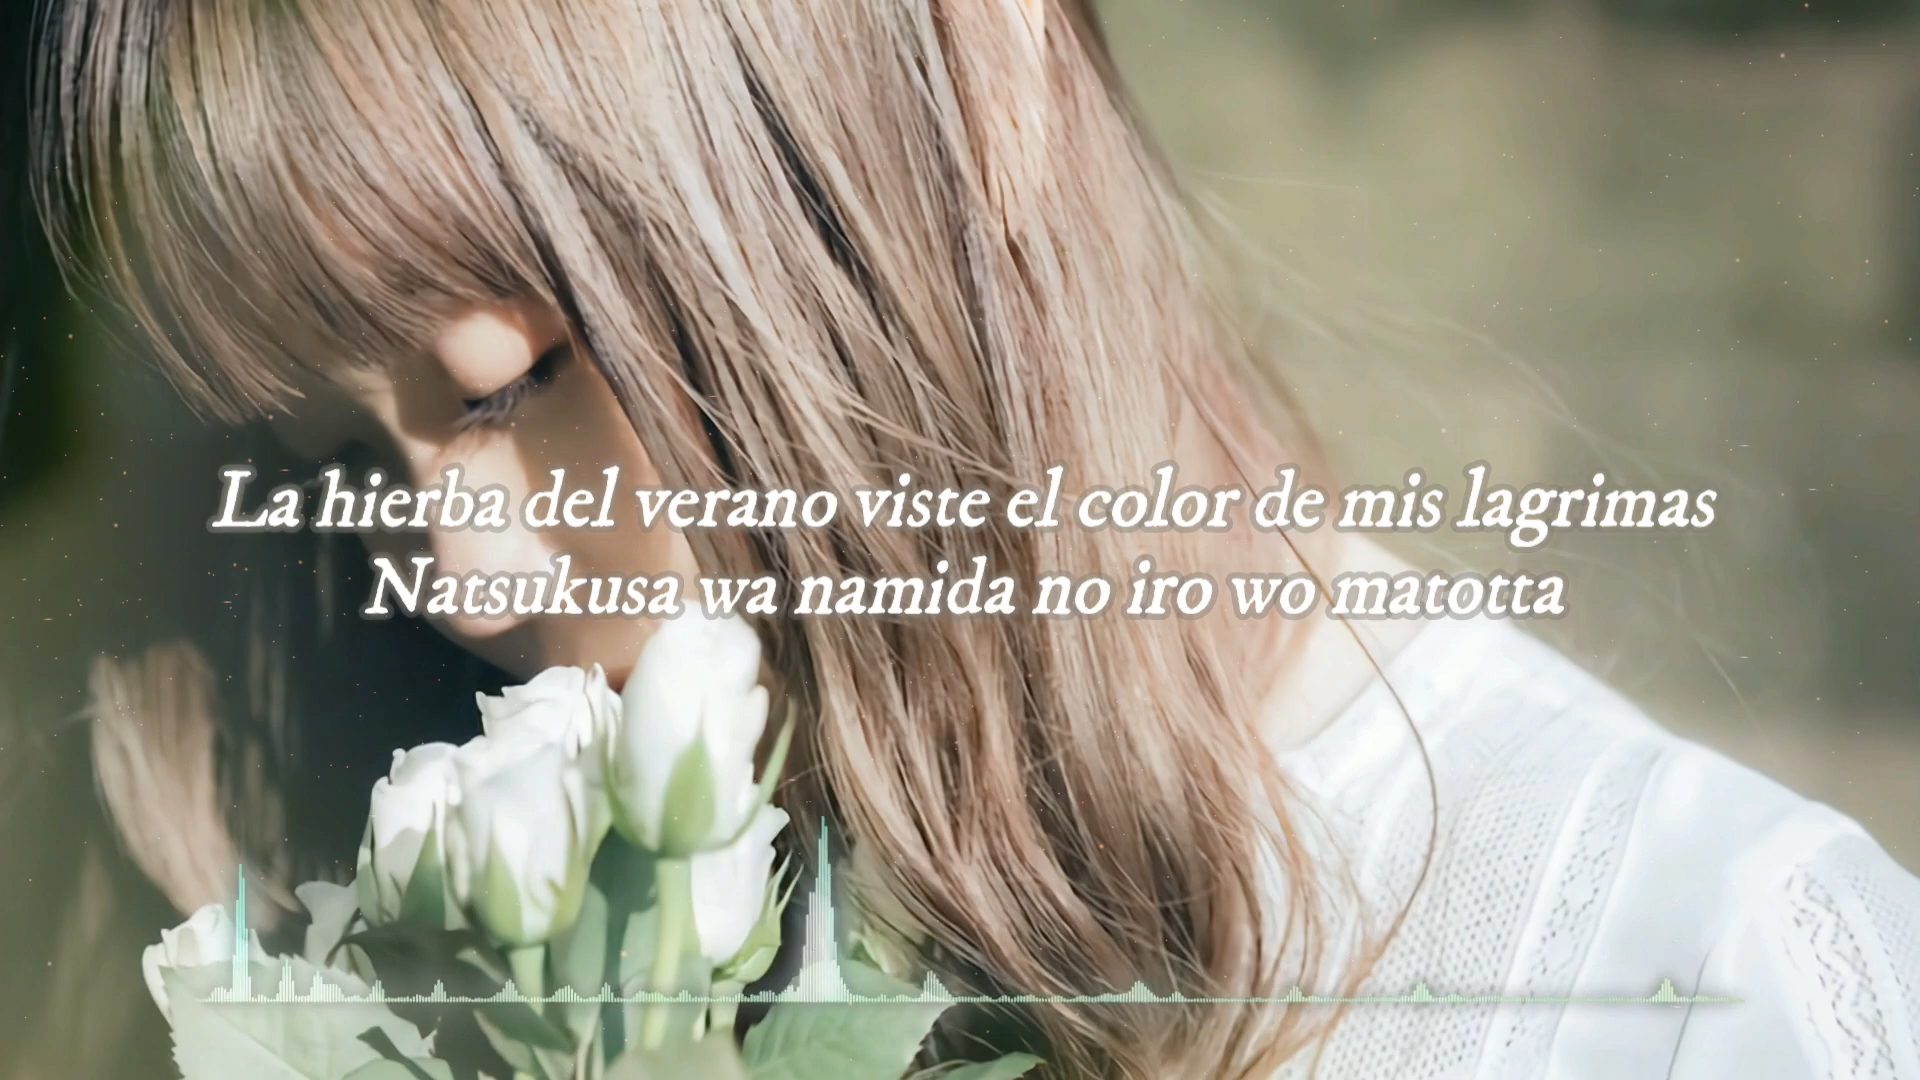 La hierba del verano viste el color de mis lagrimas
Natsukusa wa namida no iro wo matotta